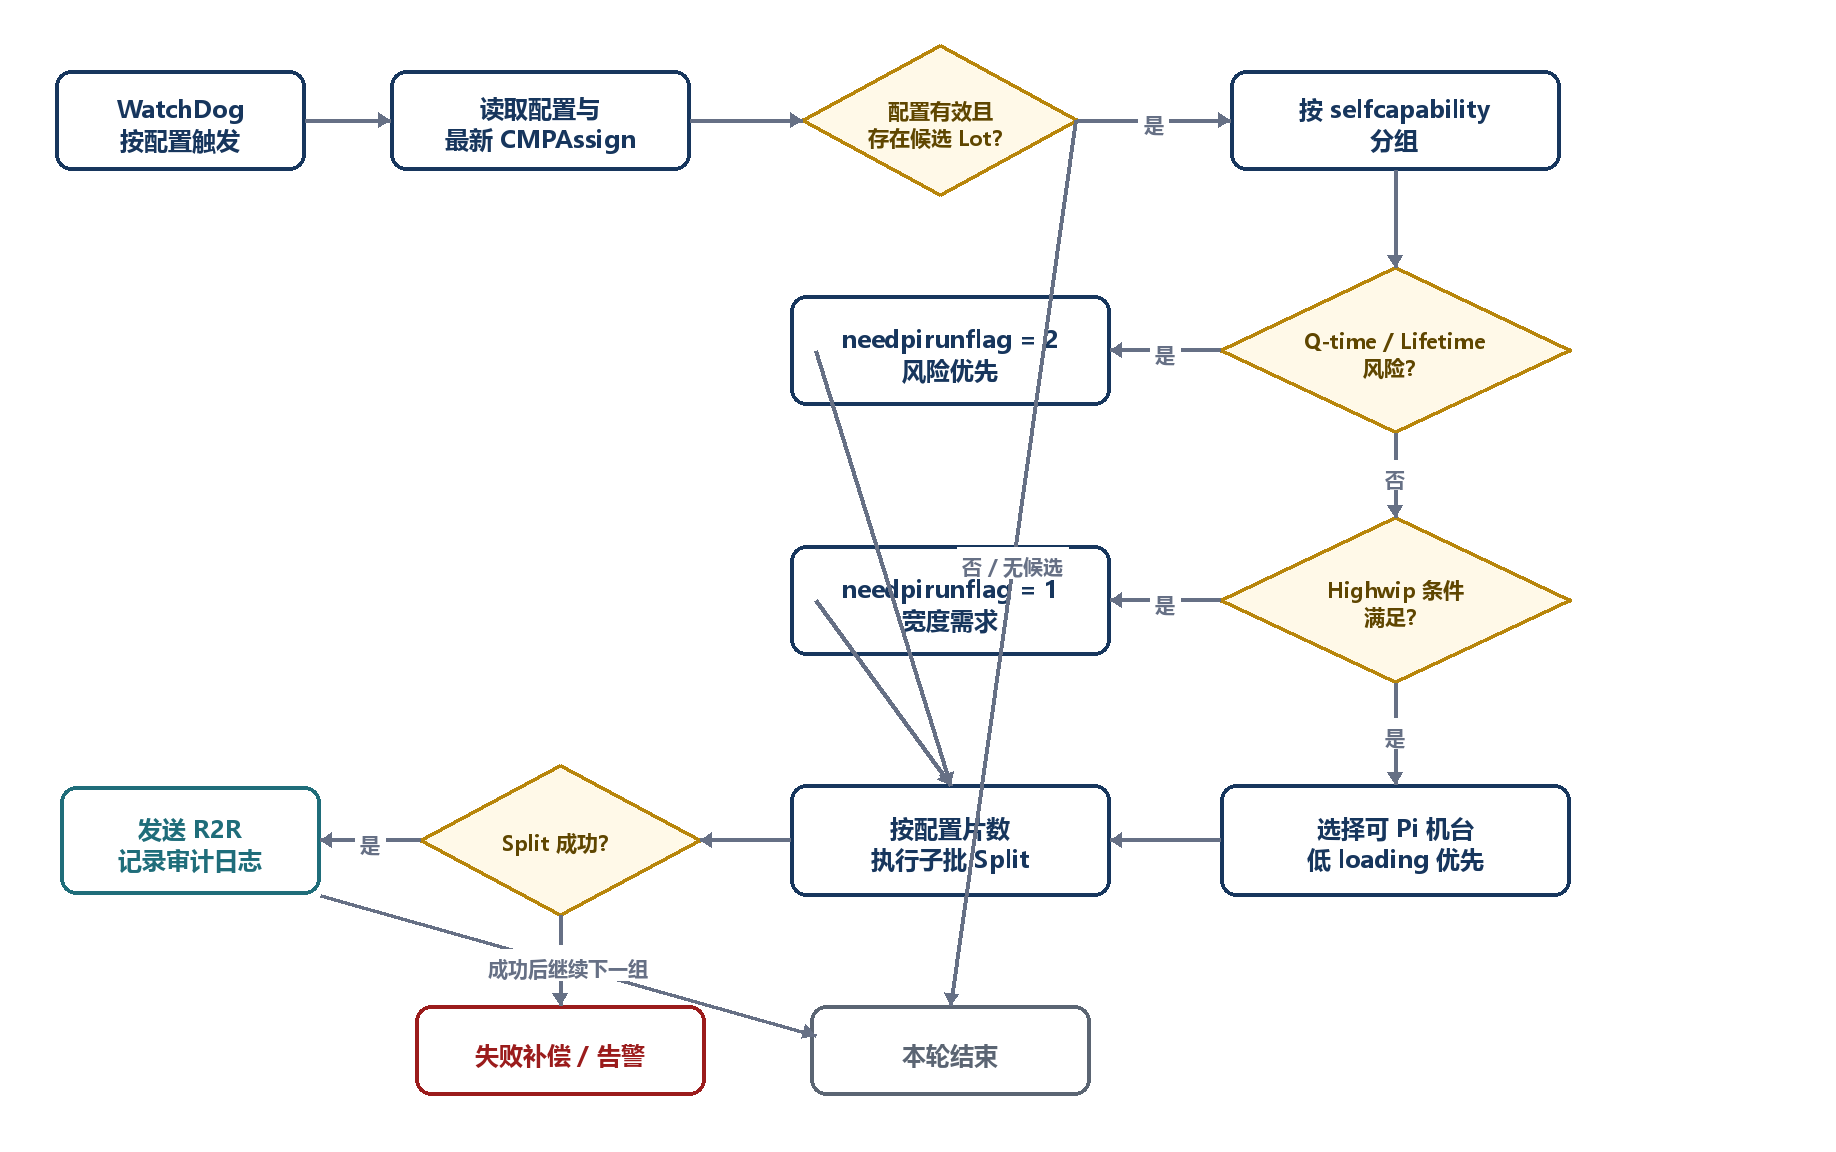 WatchDog
按配置触发
读取配置与
最新 CMPAssign
配置有效且
存在候选 Lot?
是
按 selfcapability
分组
needpirunflag = 2
风险优先
是
Q-time / Lifetime
风险?
否
否 / 无候选
needpirunflag = 1
宽度需求
是
Highwip 条件
满足?
是
发送 R2R
记录审计日志
是
Split 成功?
按配置片数
执行子批 Split
选择可 Pi 机台
低 loading 优先
成功后继续下一组
失败补偿 / 告警
本轮结束